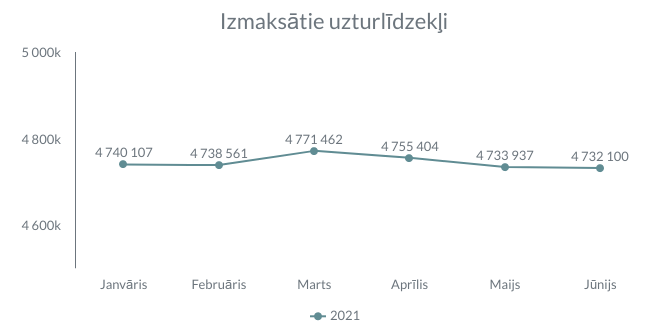 Izmaksātie uzturlīdzekļi
5 000k
4 800k
4 600k
4 740 107
4 738 561
4 771 462
4 755 404
4 733 937
4 732 100
Janvāris Februāris Marts Aprīlis Maijs Jūnijs
2021